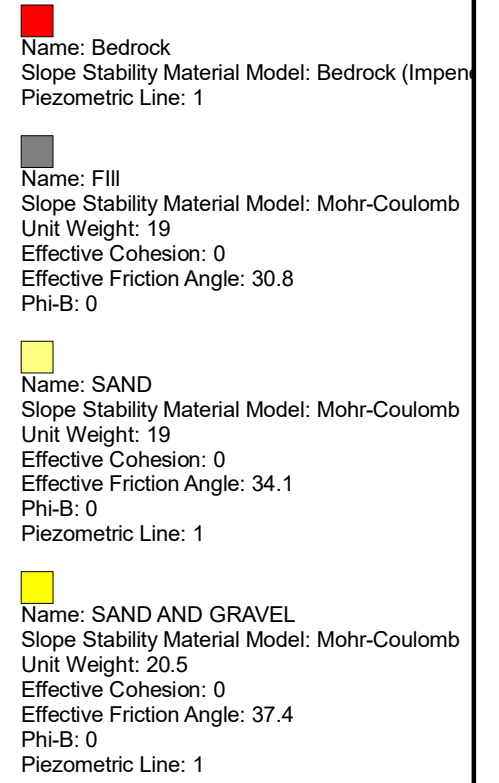 Name: Bedrock
Slope Stability Material Model: Bedrock
Piezometric Line: 1
Name: FIll
Slope Stability Material Model: Mohr-Coulomb
Unit Weight: 19
Effective Cohesion: 0
Effective Friction Angle: 30.8
Phi-B: 0
Name: SAND
Slope Stability Material Model: Mohr-Coulomb
Unit Weight: 19
Effective Cohesion: 0
Effective Friction Angle: 34.1
Phi-B: 0
Piezometric Line: 1
Name: SAND AND GRAVEL
Slope Stability Material Model: Mohr-Coulomb
Unit Weight: 20.5
Effective Cohesion: 0
Effective Friction Angle: 37.4
Phi-B: 0
Piezometric Line: 1